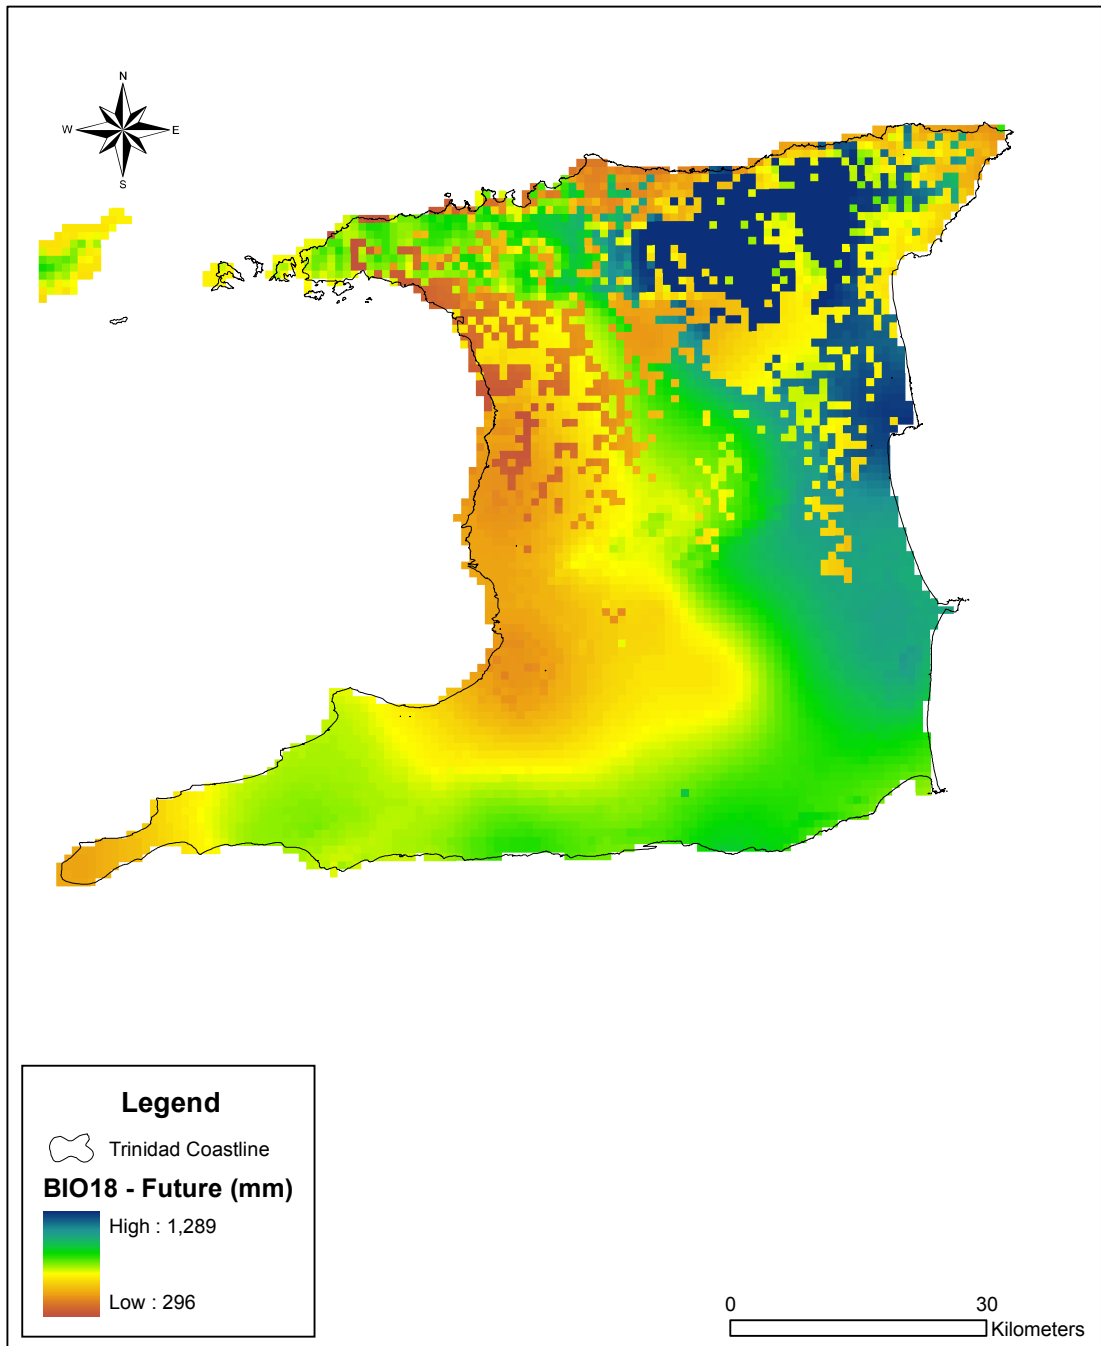 N
W E
S
Legend
Trinidad Coastline
BIO18 - Future (mm)
High : 1,289
Low : 296
0 30
Kilometers